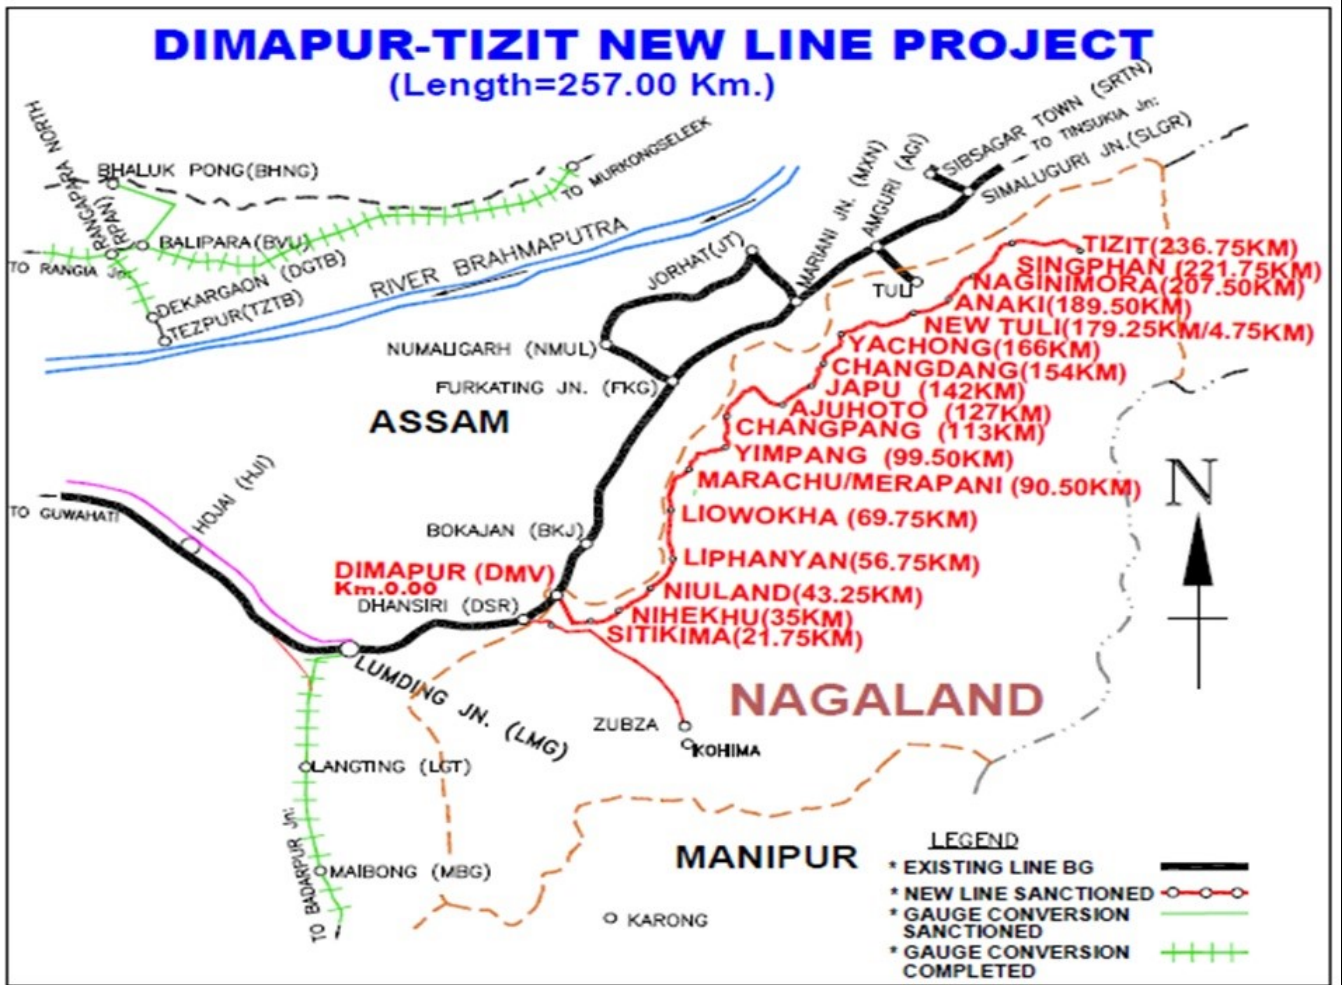 DIMAPUR-TIZIT NEW LINE PROJECT
(Length=257.00 Km.)
RANGAPARA NORTH
(RPAN)
BHALUK PONG(BHNG)
BALIPARA(BVU)
TO RANGIA Jn:
DEKARGAON (DGTB)
TEZPUR(TZTB)
TO MURKONGSELEEK
RIVER BRAHMAPUTRA
JORHAT(JT)
MARIANI JN. (MXN)
AMGURI (AGI)
SIBSAGAR TOWN (SRTN)
TO TINSUKIA Jn:
SIMALUGURI JN.(SLGR)
TULI
NUMALIGARH (NMUL)
FURKATING JN. (FKG)
ASSAM
TIZIT(236.75KM)
SINGPHAN (221.75KM)
NAGINIMORA(207.50KM)
ANAKI(189.50KM)
NEW TULI(179.25KM/4.75KM)
YACHONG(166KM)
CHANGDANG(154KM)
JAPU (142KM)
AJUHOTO (127KM)
CHANGPANG (113KM)
YIMPANG (99.50KM)
MARACHU/MERAPANI (90.50KM)
LIOWOKHA (69.75KM)
LIPHANYAN(56.75KM)
NIULAND(43.25KM)
NIHEKHU(35KM)
SITIKIMA(21.75KM)
N
HOJAI (HJI)
TO GUWAHATI
BOKAJAN (BKJ)
DIMAPUR (DMV)
Km.0.00
DHANSIRI (DSR)
LUMDING JN. (LMG)
NAGALAND
ZUBZA
KOHIMA
LANGTING (LGT)
TO BADARPUR Jn:
MAIBONG (MBG)
MANIPUR
KARONG
LEGEND
* EXISTING LINE BG
* NEW LINE SANCTIONED
* GAUGE CONVERSION
SANCTIONED
* GAUGE CONVERSION
COMPLETED